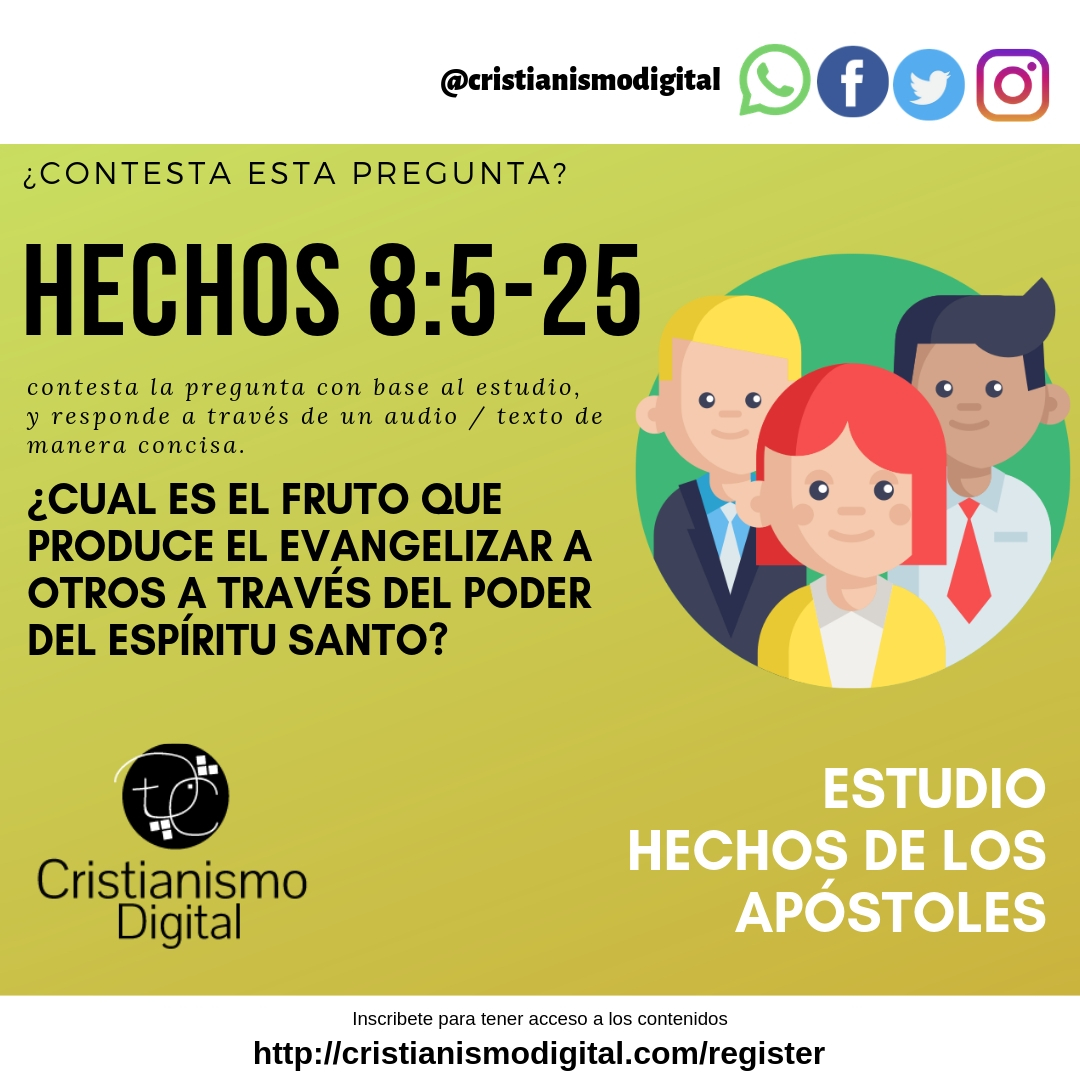 @cristianismodigital
¿CONTESTA ESTA PREGUNTA?
HECHOS 8:5-25
contesta la pregunta con base al estudio,
y responde a través de un audio / texto de
manera concisa.
¿CUAL ES EL FRUTO QUE
PRODUCE EL EVANGELIZAR A
OTROS A TRAVÉS DEL PODER
DEL ESPÍRITU SANTO?
Cristianismo
Digital
ESTUDIO
HECHOS DE LOS
APÓSTOLES
Inscribete para tener acceso a los contenidos
http://cristianismodigital.com/register